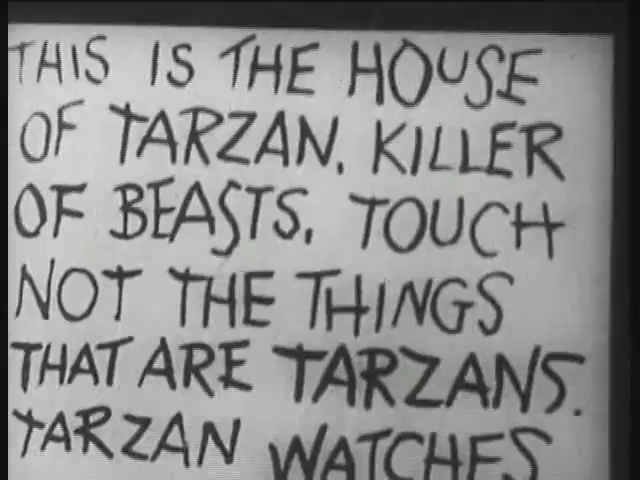 THIS IS THE HOUSE
OF TARZAN. KILLER
OF BEASTS. TOUCH
NOT THE THINGS
THAT ARE TARZANS.
TARZAN WATCHES